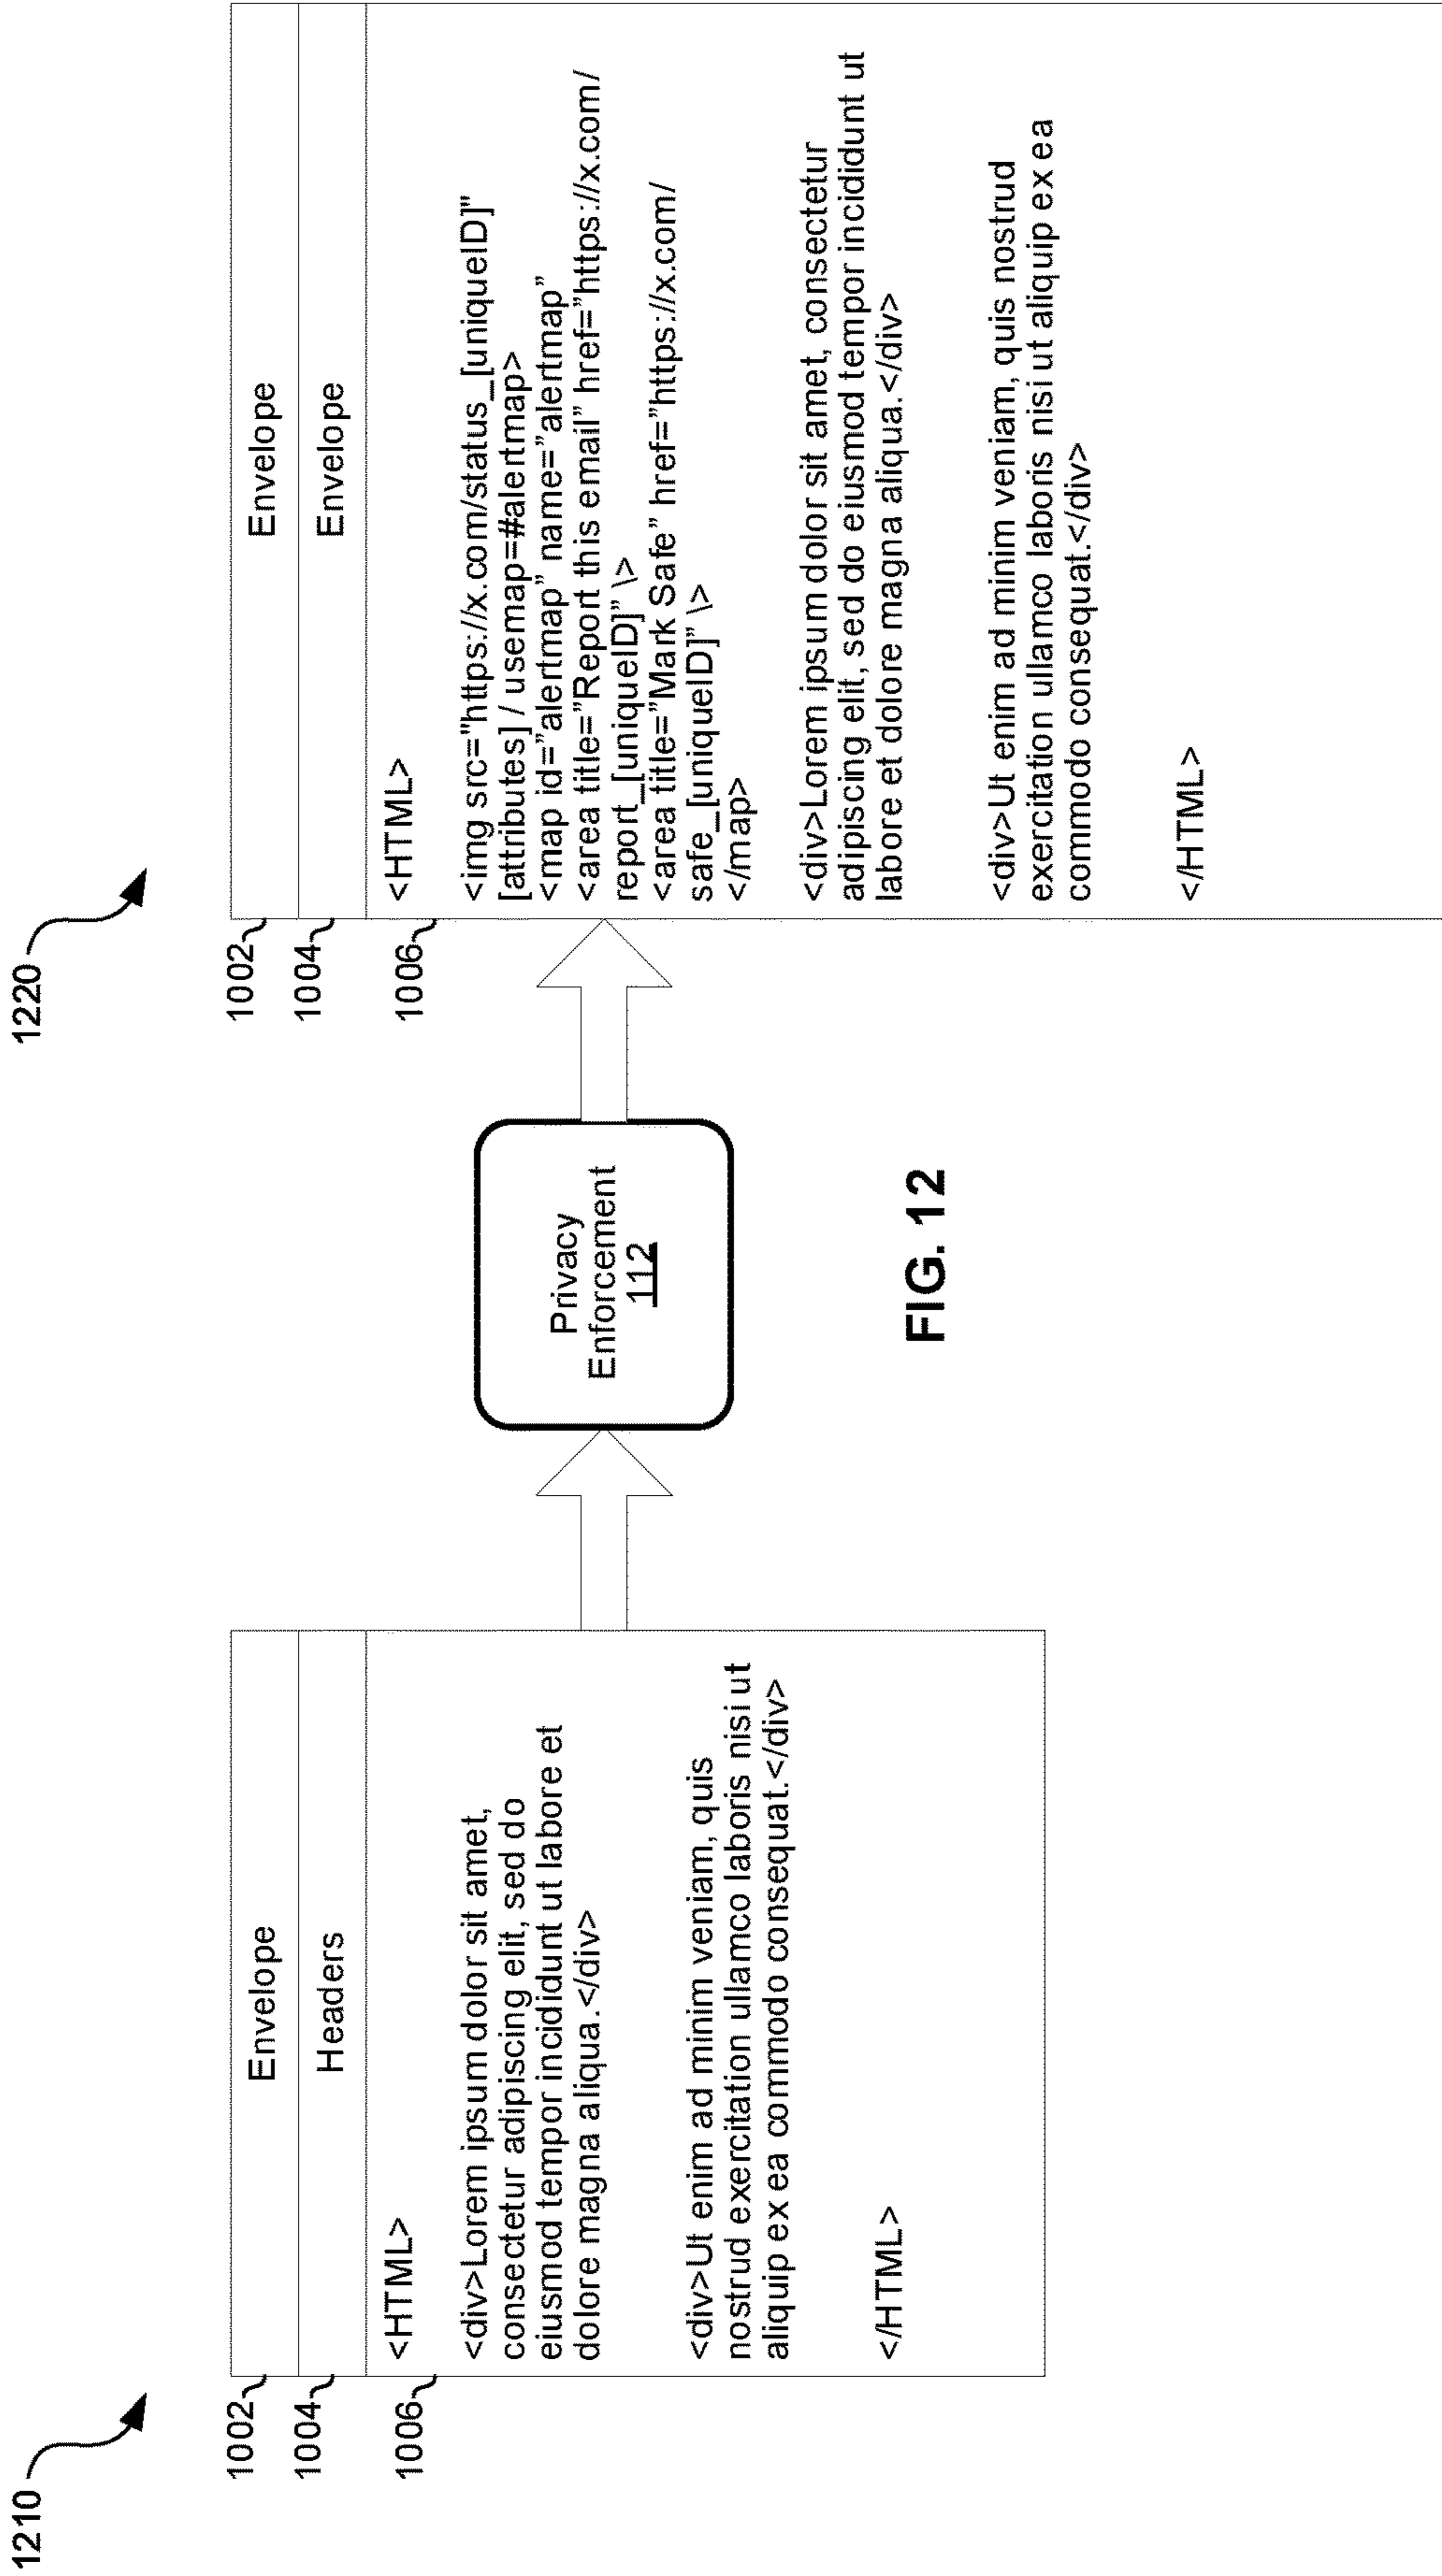 1210
1002
1004
1006
Envelope
Headers
<HTML>
<div>Lorem ipsum dolor sit amet,
consectetur adipiscing elit, sed do
eiusmod tempor incididunt ut labore et
dolore magna aliqua.</div>
<div>Ut enim ad minim veniam, quis
nostrud exercitation ullamco laboris nisi ut
aliquip ex ea commodo consequat.</div>
</HTML>
Privacy
Enforcement
112
1220
1002
1004
1006
Envelope
Envelope
<HTML>
<img src="https://x.com/status_[uniqueID]"
[attributes] / usemap=#alertmap>
<map id=”alertmap” name=”alertmap”
<area title=”Report this email” href=”https://x.com/
report_[uniqueID]” \>
<area title=”Mark Safe” href=”https://x.com/
safe_[uniqueID]” \>
</map>
<div>Lorem ipsum dolor sit amet, consectetur
adipiscing elit, sed do eiusmod tempor incididunt ut
labore et dolore magna aliqua.</div>
<div>Ut enim ad minim veniam, quis nostrud
exercitation ullamco laboris nisi ut aliquip ex ea
commodo consequat.</div>
</HTML>
FIG. 12